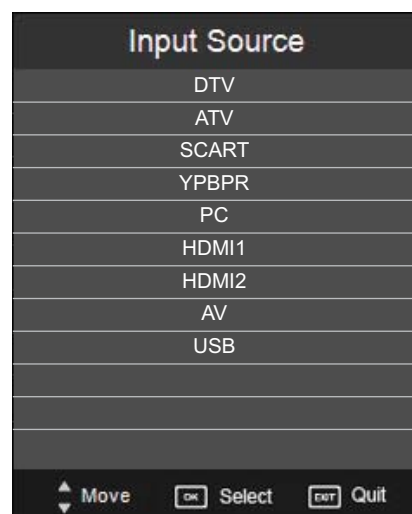 Input Source
DTV
ATV
SCART
YPBPR
PC
HDMI1
HDMI2
AV
USB
Move OK Select EXIT Quit